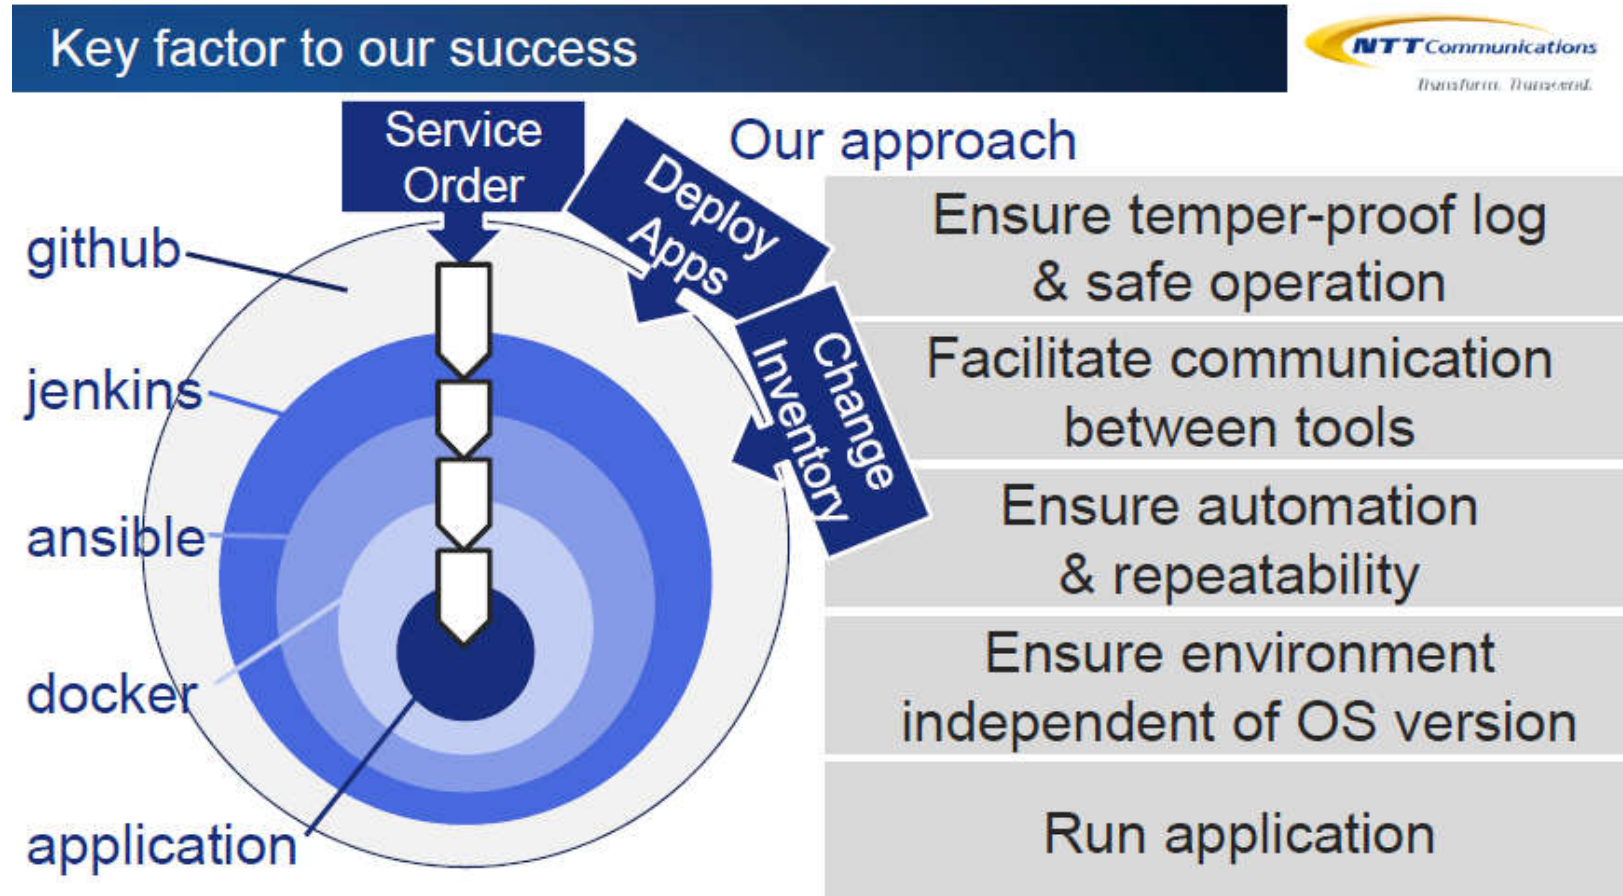 Key factor to our success
NTT Communications
Transform. Transcend.
Service
Order
Deploy
Apps
Change
Inventory
github
jenkins
ansible
docker
application
Our approach
Ensure temper-proof log
& safe operation
Facilitate communication
between tools
Ensure automation
& repeatability
Ensure environment
independent of OS version
Run application